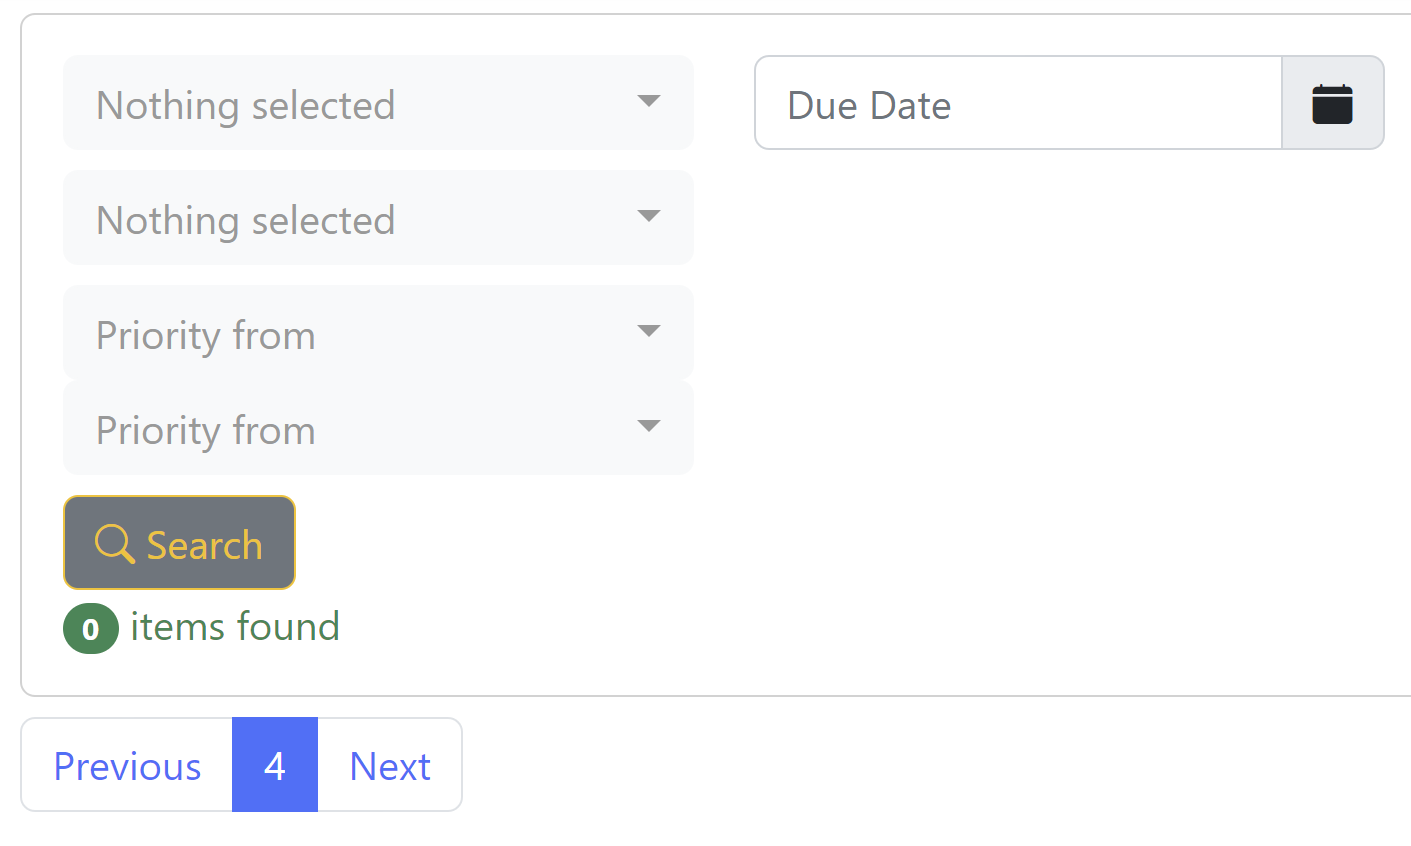 Nothing selected
Due Date
Nothing selected
Priority from
Priority from
Search
0 items found
Previous 4 Next